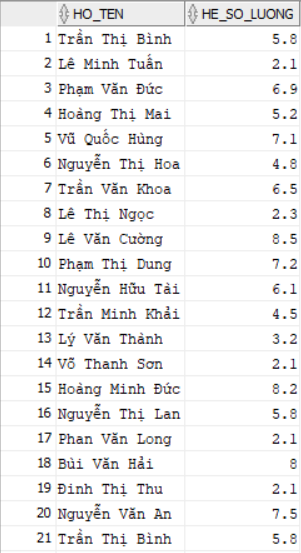 HO_TEN HE_SO_LUONG
1 Trần Thị Bình 5.8
2 Lê Minh Tuấn 2.1
3 Phạm Văn Đức 6.9
4 Hoàng Thị Mai 5.2
5 Vũ Quốc Hùng 7.1
6 Nguyễn Thị Hoa 4.8
7 Trần Văn Khoa 6.5
8 Lê Thị Ngọc 2.3
9 Lê Văn Cường 8.5
10 Phạm Thị Dung 7.2
11 Nguyễn Hữu Tài 6.1
12 Trần Minh Khải 4.5
13 Lý Văn Thành 3.2
14 Võ Thanh Sơn 2.1
15 Hoàng Minh Đức 8.2
16 Nguyễn Thị Lan 5.8
17 Phan Văn Long 2.1
18 Bùi Văn Hải 8
19 Đinh Thị Thu 2.1
20 Nguyễn Văn An 7.5
21 Trần Thị Bình 5.8